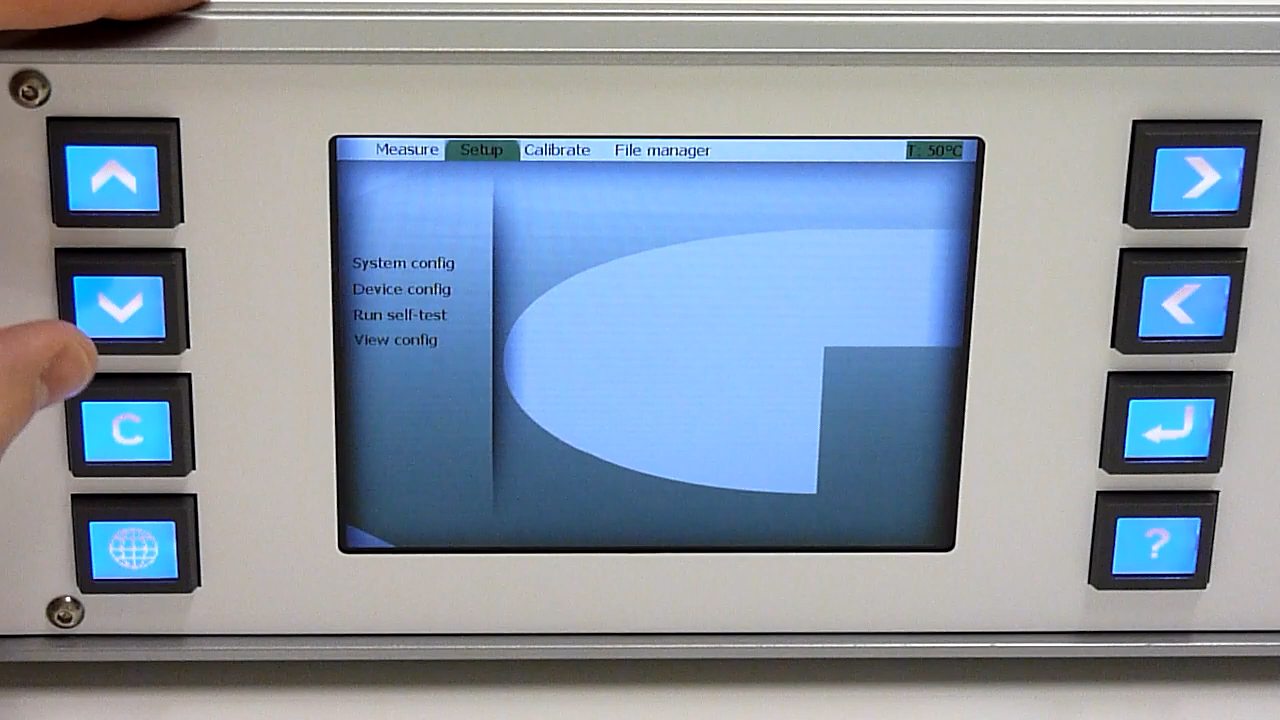 Measure Setup Calibrate File manager T: 50°C
System config
Device config
Run self-test
View config
C
?